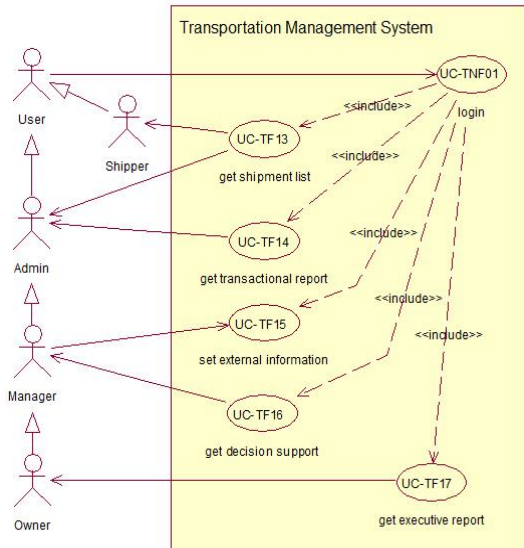 Transportation Management System
UC-TNF01
login
User
<<include>>
Shipper
UC-TF13
get shipment list
<<include>>
UC-TF14
get transactional report
Admin
<<include>>
UC-TF15
set external information
<<include>>
Manager
UC-TF16
get decision support
<<include>>
UC-TF17
get executive report
Owner